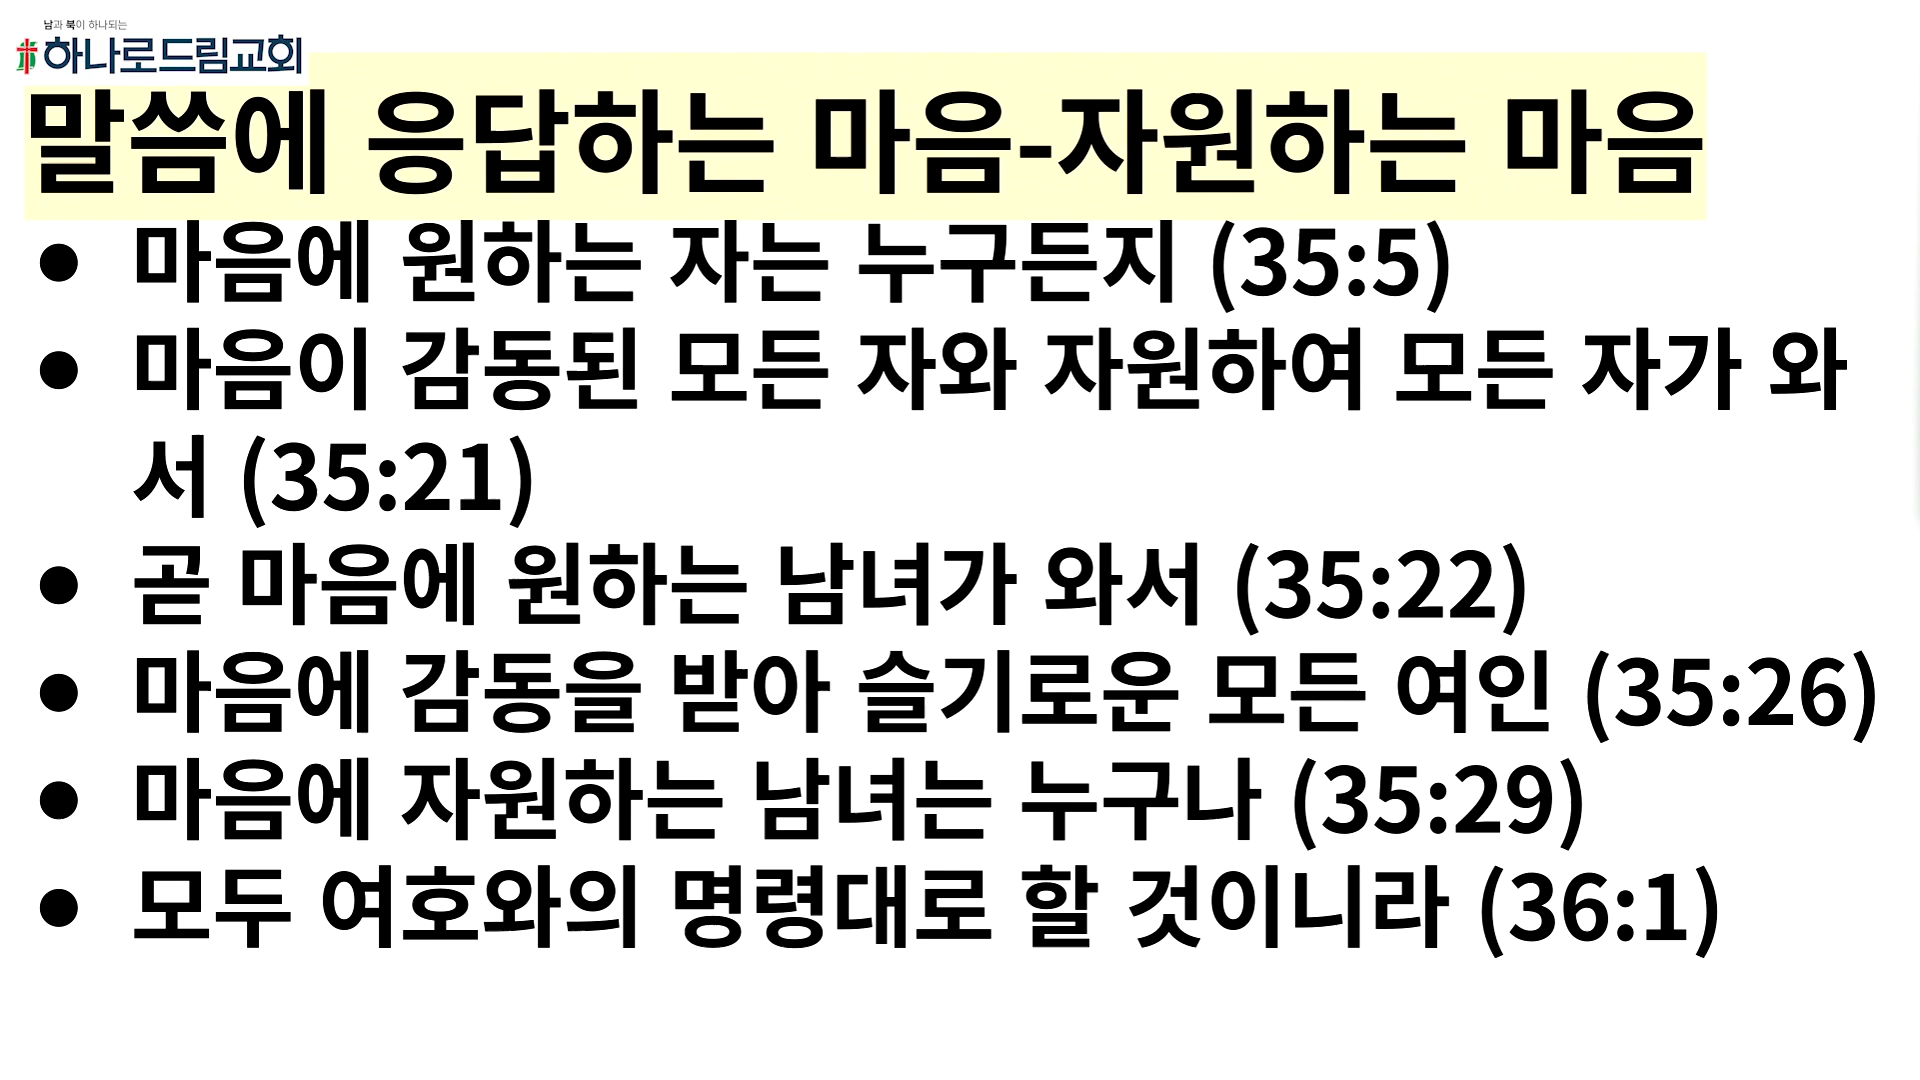 남과 북이 하나되는
하나로드림교회
말씀에 응답하는 마음-자원하는 마음
● 마음에 원하는 자는 누구든지 (35:5)
● 마음이 감동된 모든 자와 자원하여 모든 자가 와
서 (35:21)
● 곧 마음에 원하는 남녀가 와서 (35:22)
● 마음에 감동을 받아 슬기로운 모든 여인 (35:26)
● 마음에 자원하는 남녀는 누구나 (35:29)
● 모두 여호와의 명령대로 할 것이니라 (36:1)